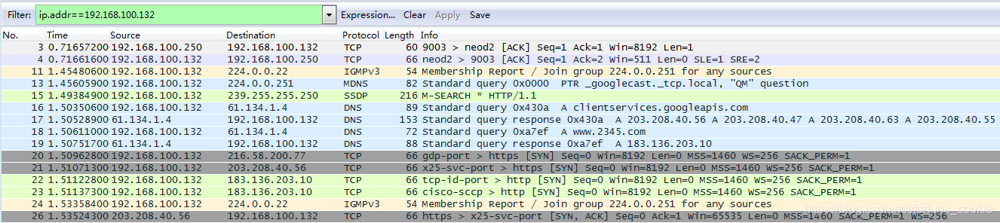 Filter: ip.addr==192.168.100.132 Expression... Clear Apply Save
No. Time Source Destination Protocol Length Info
3 0.71657200 192.168.100.250 192.168.100.132 TCP 60 9003 > neod2 [ACK] Seq=1 Ack=1 Win=8192 Len=1
4 0.71661600 192.168.100.132 192.168.100.250 TCP 66 neod2 > 9003 [ACK] Seq=1 Ack=2 Win=511 Len=0 SLE=1 SRE=2
11 1.45480600 192.168.100.132 224.0.0.22 IGMPv3 54 Membership Report / Join group 224.0.0.251 for any sources
13 1.45605900 192.168.100.132 224.0.0.251 MDNS 82 Standard query 0x0000 PTR _googlecast._tcp.local, "QM" question
15 1.49384900 192.168.100.132 239.255.255.250 SSDP 216 M-SEARCH * HTTP/1.1
16 1.50350600 192.168.100.132 61.134.1.4 DNS 89 Standard query 0x430a A clientservices.googleapis.com
17 1.50528900 61.134.1.4 192.168.100.132 DNS 153 Standard query response 0x430a A 203.208.40.56 A 203.208.40.47 A 203.208.40.63 A 203.208.40.55
18 1.50611000 192.168.100.132 61.134.1.4 DNS 72 Standard query 0xa7ef A www.2345.com
19 1.50751700 61.134.1.4 192.168.100.132 DNS 88 Standard query response 0xa7ef A 183.136.203.10
20 1.50962800 192.168.100.132 216.58.200.77 TCP 66 gdp-port > https [SYN] Seq=0 Win=8192 Len=0 MSS=1460 WS=256 SACK_PERM=1
21 1.51071300 192.168.100.132 203.208.40.56 TCP 66 x25-svc-port > https [SYN] Seq=0 Win=8192 Len=0 MSS=1460 WS=256 SACK_PERM=1
22 1.51122800 192.168.100.132 183.136.203.10 TCP 66 tcp-id-port > http [SYN] Seq=0 Win=8192 Len=0 MSS=1460 WS=256 SACK_PERM=1
23 1.51137300 192.168.100.132 183.136.203.10 TCP 66 cisco-sccp > http [SYN] Seq=0 Win=8192 Len=0 MSS=1460 WS=256 SACK_PERM=1
24 1.53358400 192.168.100.132 224.0.0.22 IGMPv3 54 Membership Report / Join group 224.0.0.251 for any sources
26 1.53524300 203.208.40.56 192.168.100.132 TCP 66 https > x25-svc-port [SYN, ACK] Seq=0 Ack=1 Win=65535 Len=0 MSS=1460 WS=256